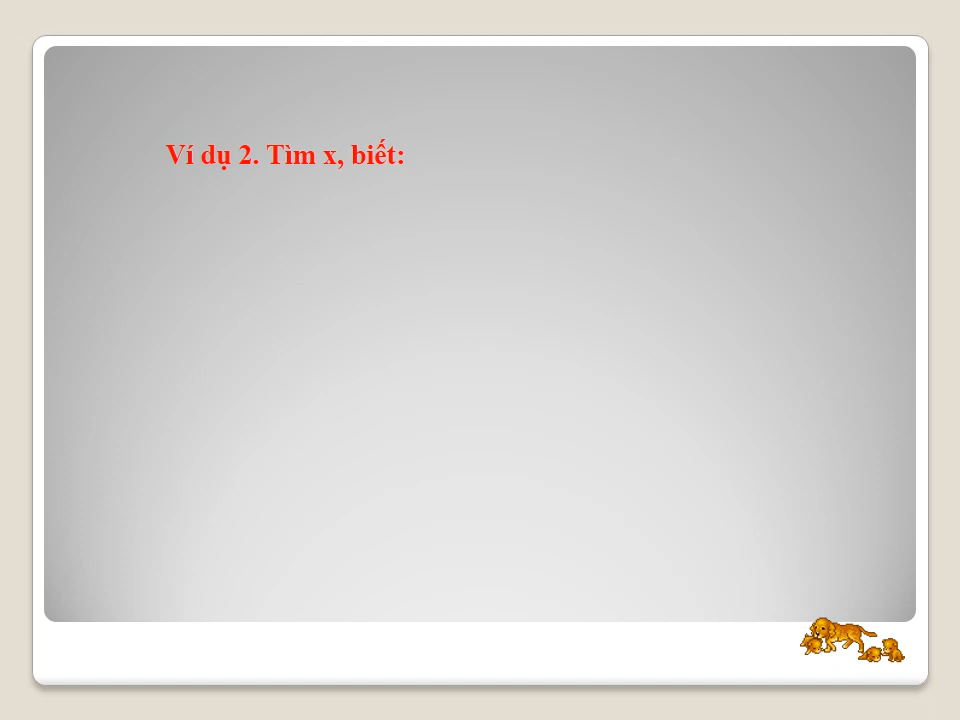 Ví dụ 2. Tìm x, biết: